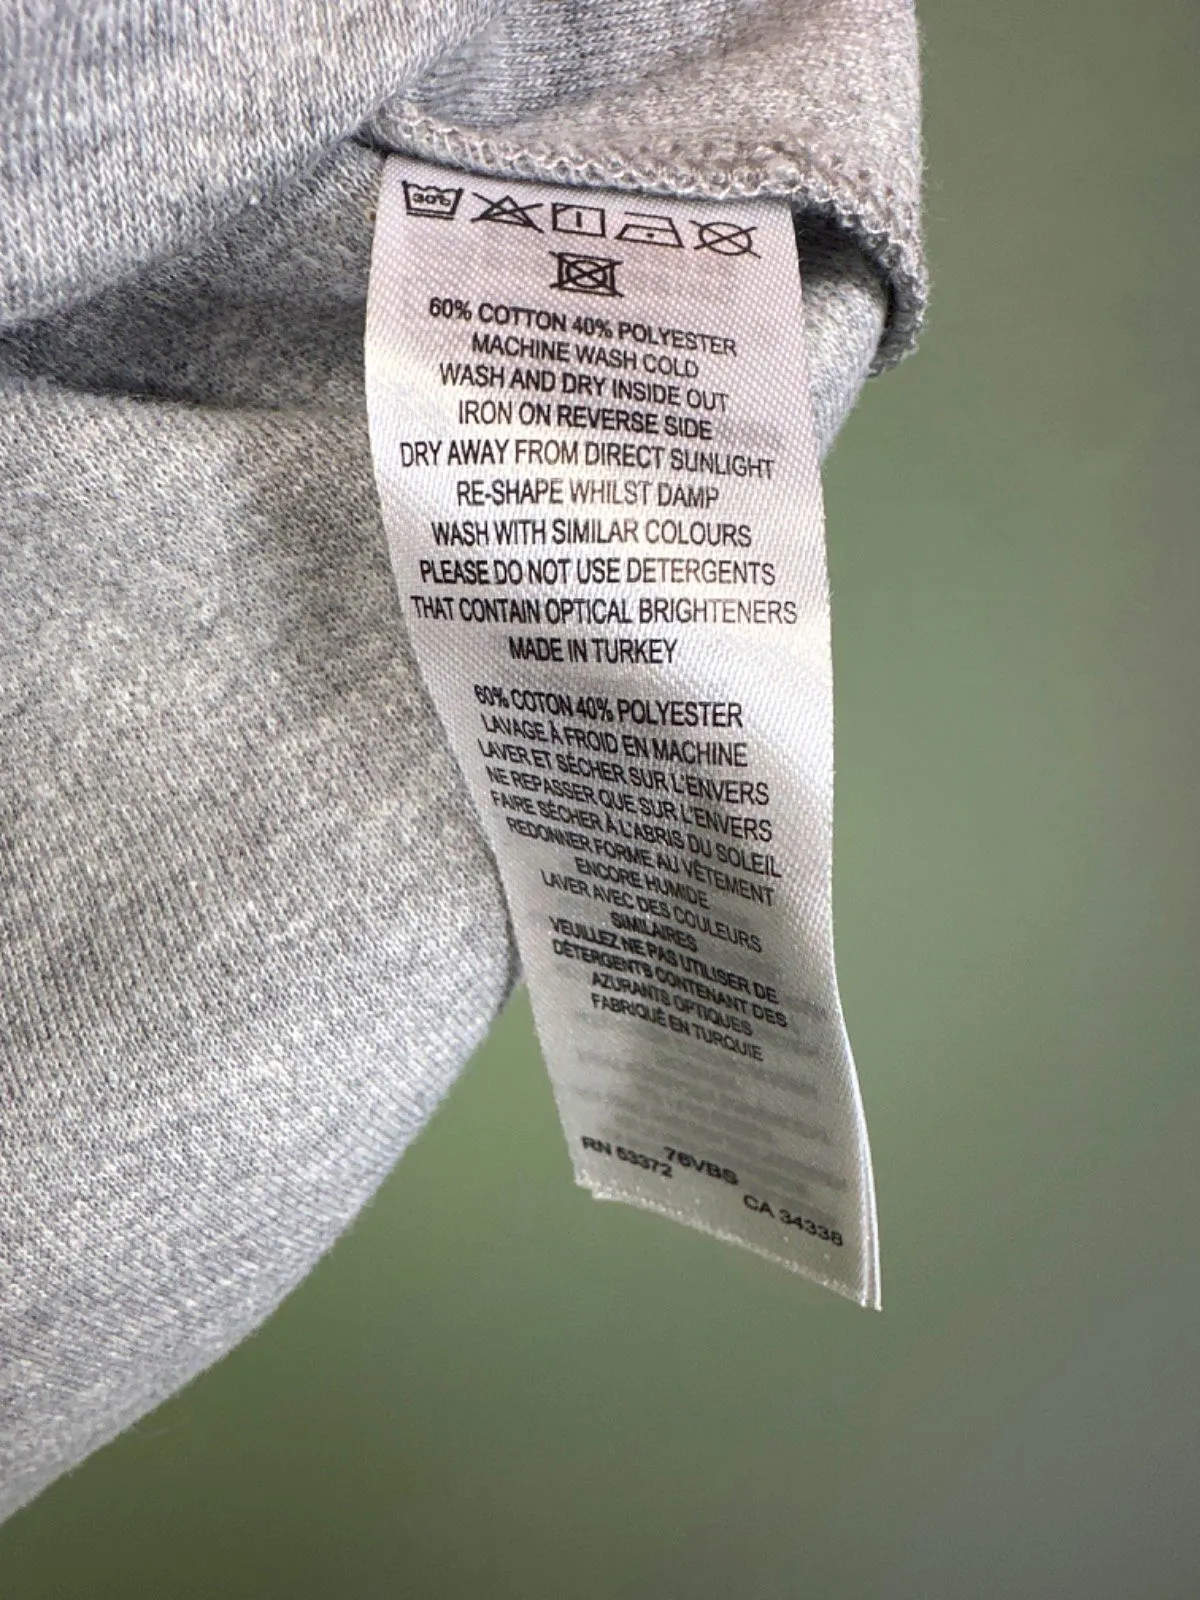 30°
60% COTTON 40% POLYESTER
MACHINE WASH COLD
WASH AND DRY INSIDE OUT
IRON ON REVERSE SIDE
DRY AWAY FROM DIRECT SUNLIGHT
RE-SHAPE WHILST DAMP
WASH WITH SIMILAR COLOURS
PLEASE DO NOT USE DETERGENTS
THAT CONTAIN OPTICAL BRIGHTENERS
MADE IN TURKEY
60% COTON 40% POLYESTER
LAVAGE À FROID EN MACHINE
LAVER ET SÉCHER SUR L'ENVERS
NE REPASSER QUE SUR L'ENVERS
FAIRE SÉCHER À L'ABRIS DU SOLEIL
REDONNER FORME AU VÊTEMENT
ENCORE HUMIDE
LAVER AVEC DES COULEURS
SIMILAIRES
VEUILLEZ NE PAS UTILISER DE
DÉTERGENTS CONTENANT DES
AZURANTS OPTIQUES
FABRIQUÉ EN TURQUIE
76VBS
RN 53372
CA 34338